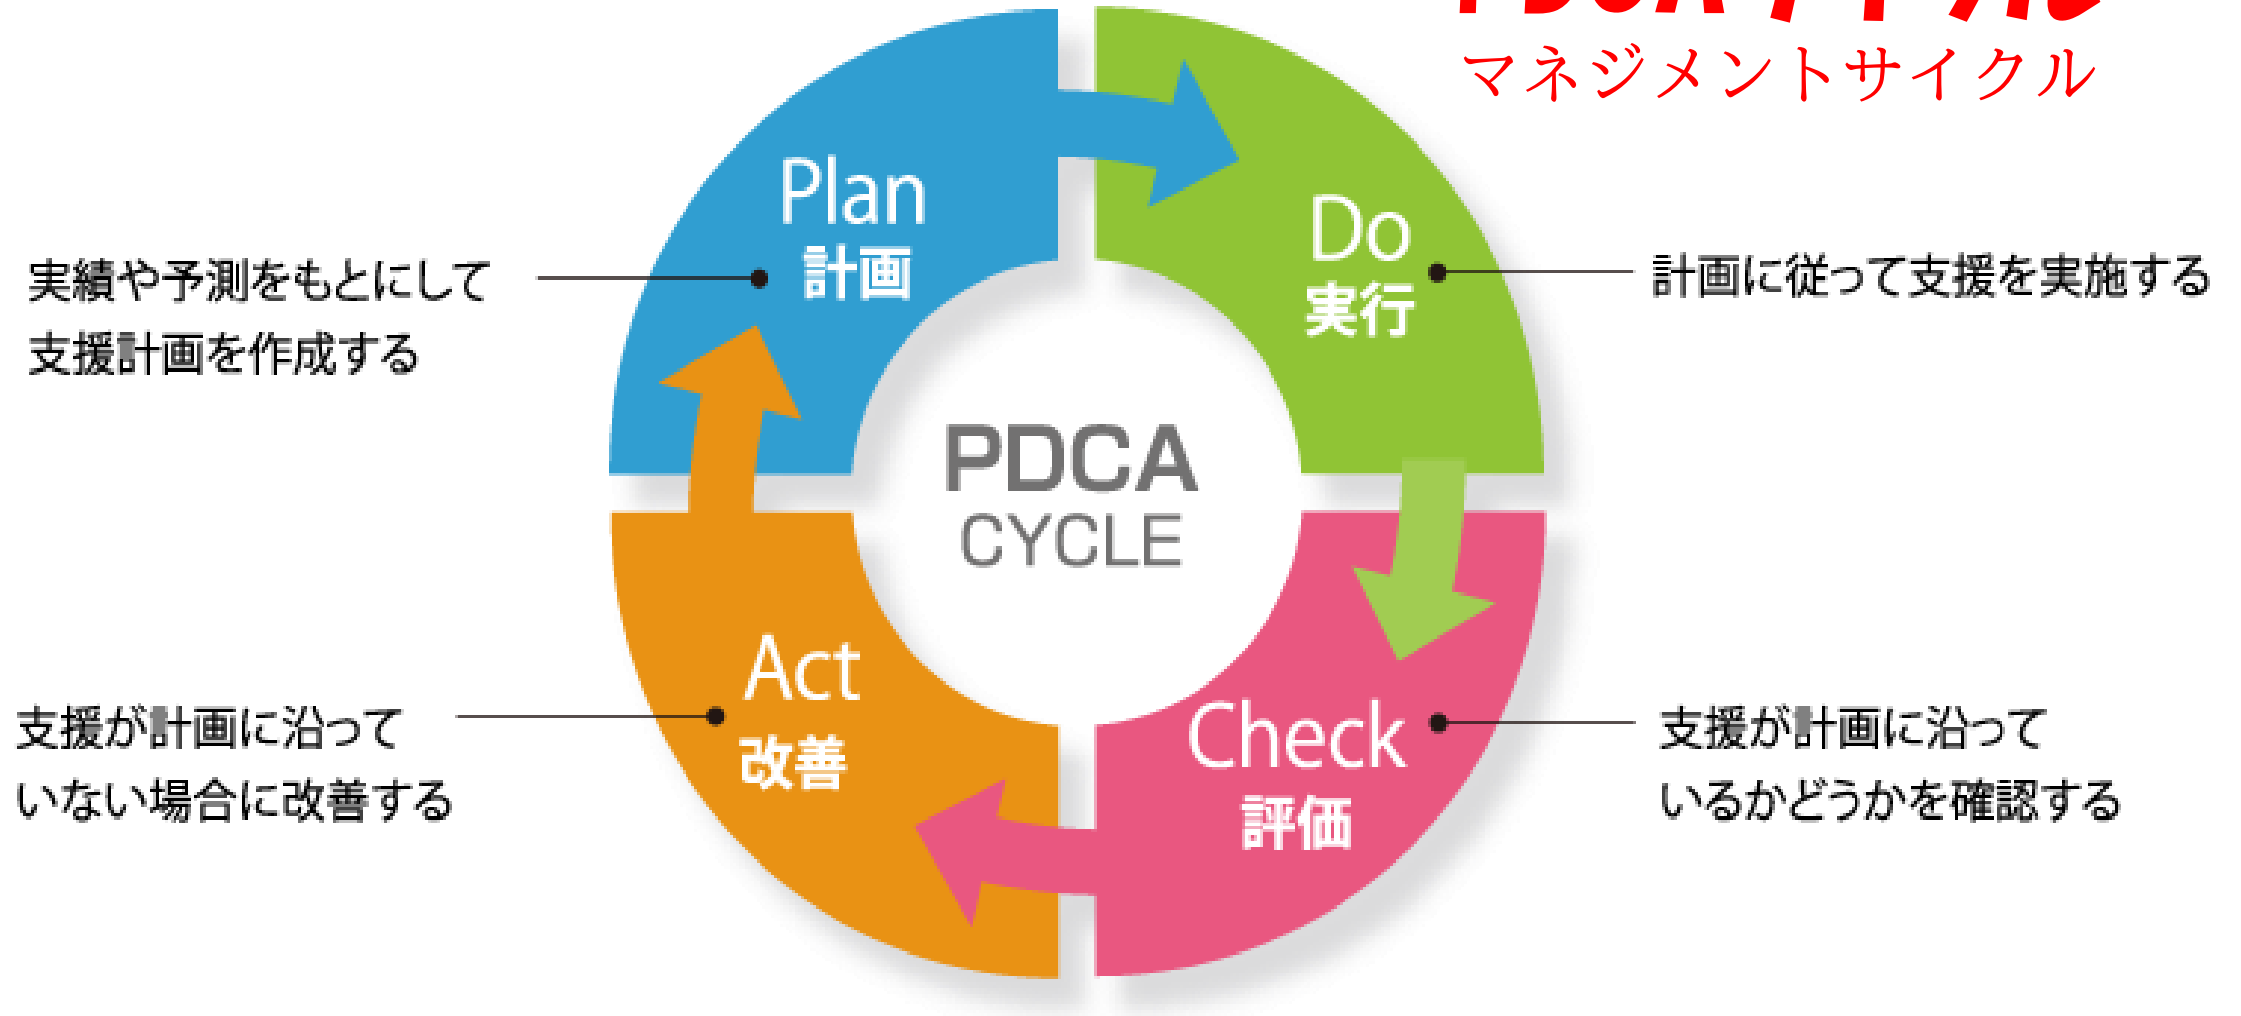 マネジメントサイクル
Plan
計画
実績や予測をもとにして
支援計画を作成する
Do
実行
計画に従って支援を実施する
PDCA
CYCLE
Act
改善
支援が計画に沿って
いない場合に改善する
Check
評価
支援が計画に沿って
いるかどうかを確認する